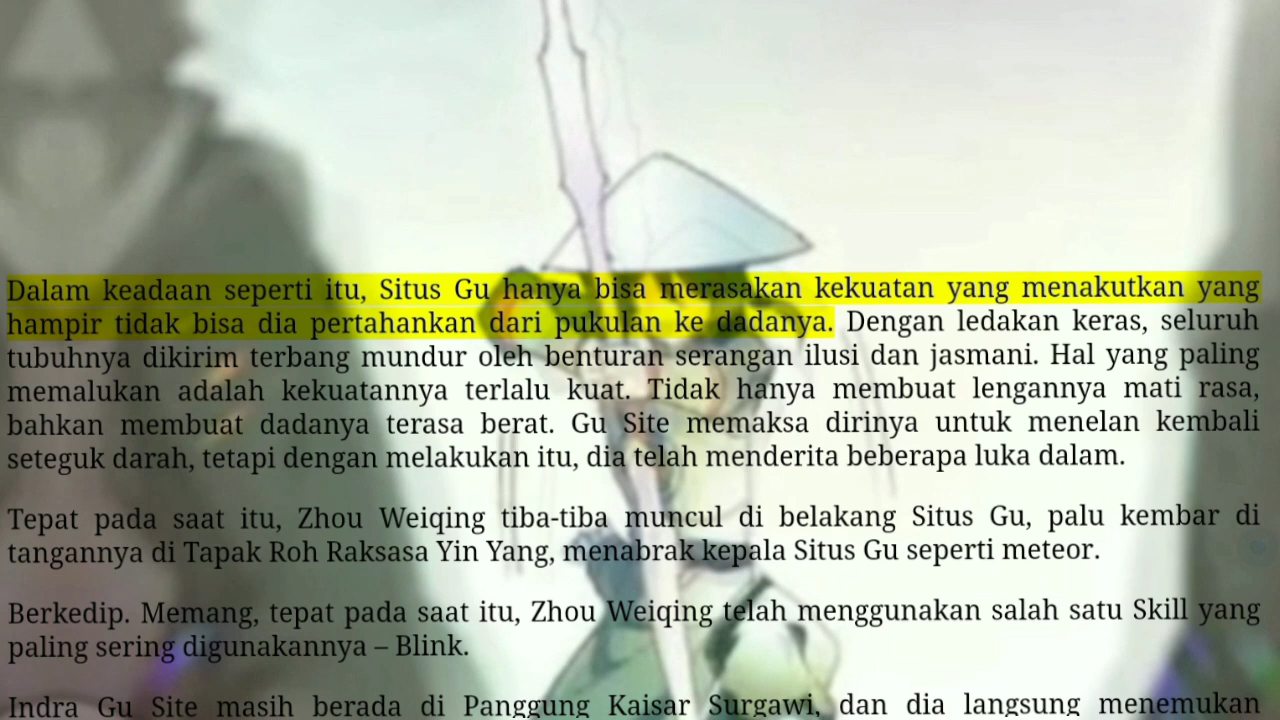 Dalam keadaan seperti itu, Situs Gu hanya bisa merasakan kekuatan yang menakutkan yang
hampir tidak bisa dia pertahankan dari pukulan ke dadanya. Dengan ledakan keras, seluruh
tubuhnya dikirim terbang mundur oleh benturan serangan ilusi dan jasmani. Hal yang paling
memalukan adalah kekuatannya terlalu kuat. Tidak hanya membuat lengannya mati rasa,
bahkan membuat dadanya terasa berat. Gu Site memaksa dirinya untuk menelan kembali
seteguk darah, tetapi dengan melakukan itu, dia telah menderita beberapa luka dalam.
Tepat pada saat itu, Zhou Weiqing tiba-tiba muncul di belakang Situs Gu, palu kembar di
tangannya di Tapak Roh Raksasa Yin Yang, menabrak kepala Situs Gu seperti meteor.
Berkedip. Memang, tepat pada saat itu, Zhou Weiqing telah menggunakan salah satu Skill yang
paling sering digunakannya – Blink.
Indra Gu Site masih berada di Panggung Kaisar Surgawi, dan dia langsung menemukan